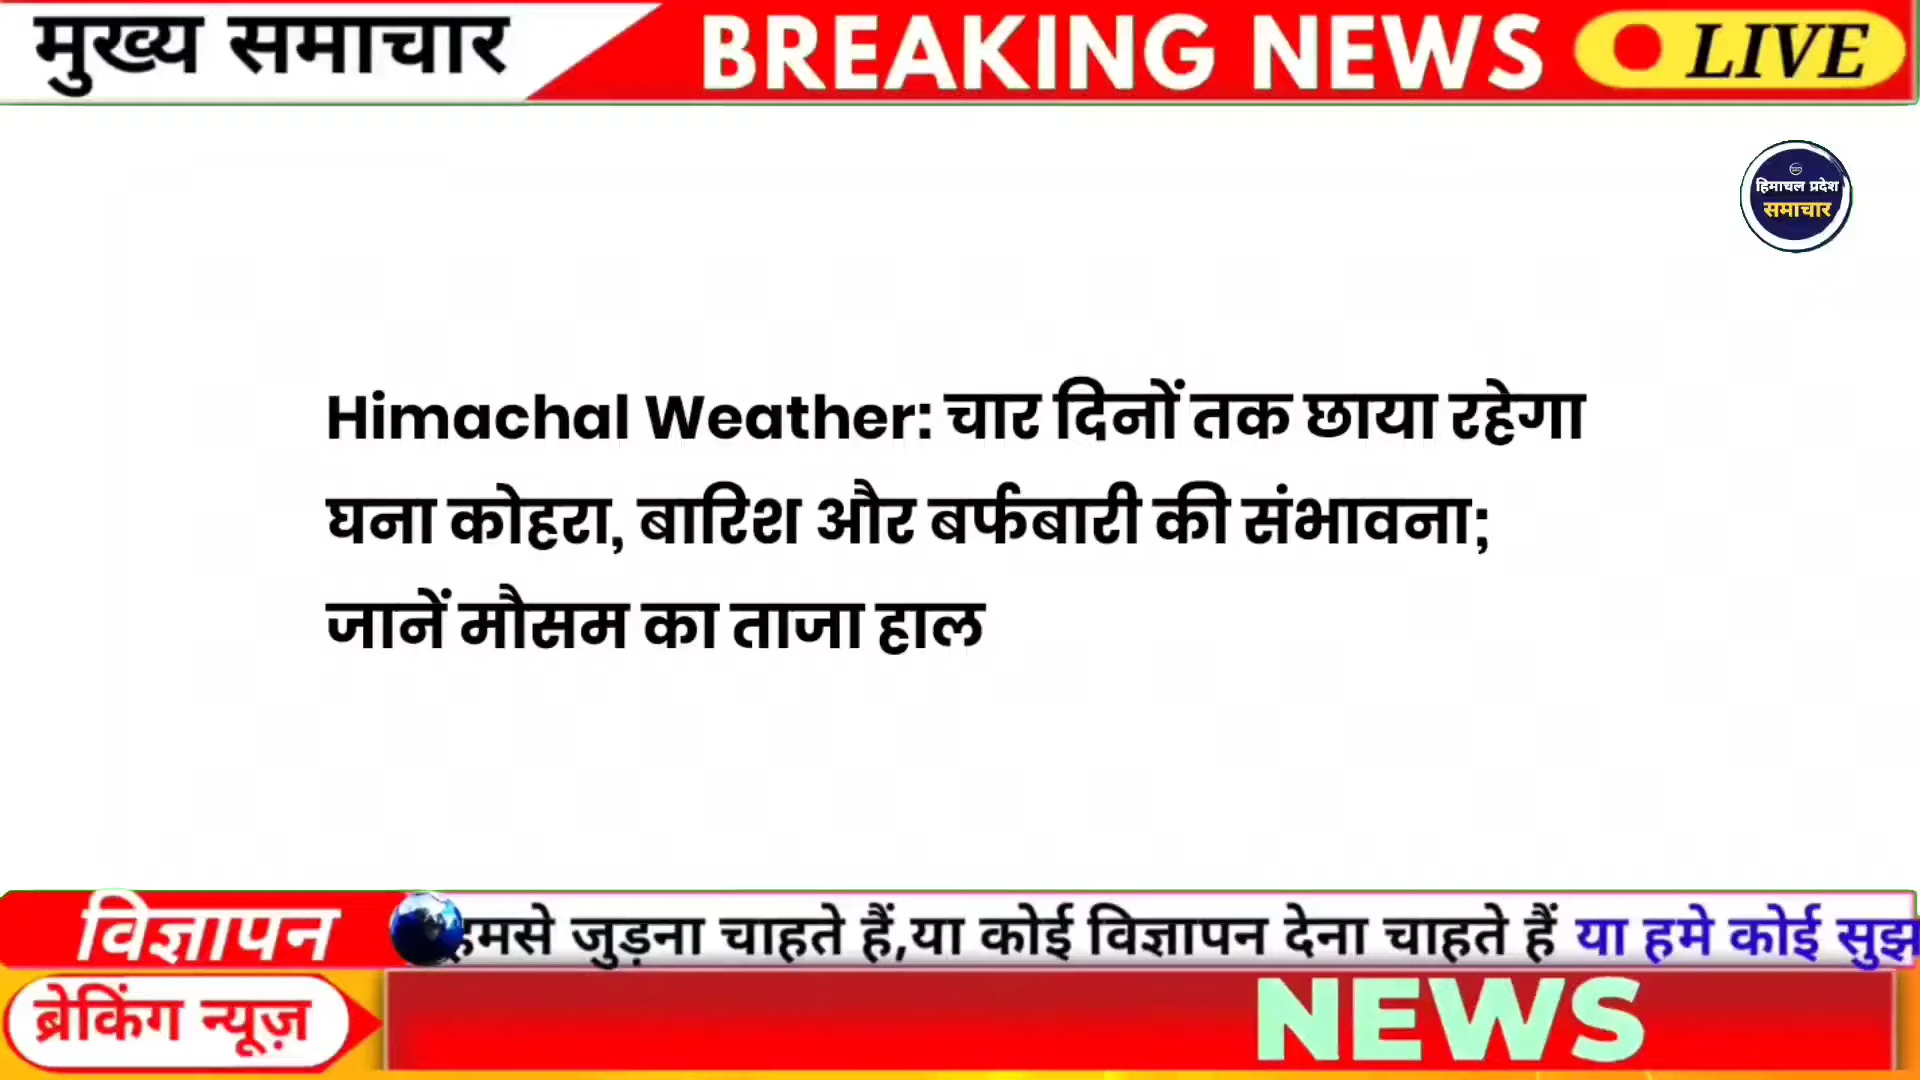 मुख्य समाचार
BREAKING NEWS
LIVE
हिमाचल प्रदेश
समाचार
Himachal Weather: चार दिनों तक छाया रहेगा
घना कोहरा, बारिश और बर्फबारी की संभावना;
जानें मौसम का ताजा हाल
विज्ञापन
हमसे जुड़ना चाहते हैं,या कोई विज्ञापन देना चाहते हैं या हमे कोई
ब्रेकिंग न्यूज़
NEWS